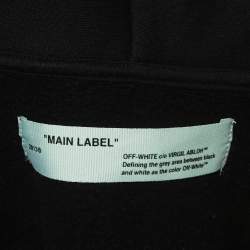 "MAIN LABEL"
OFF-WHITE c/o VIRGIL ABLOH™
Defining the grey area between black
and white as the color Off-White™